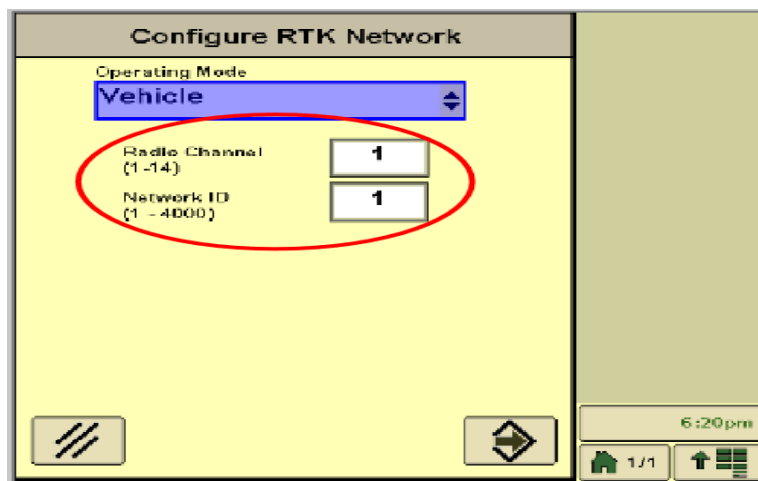 Configure RTK Network
Operating Mode
Vehicle
Radio Channel
(1 -14)
1
Network ID
(1 - 4000)
1
6:20pm
1/1